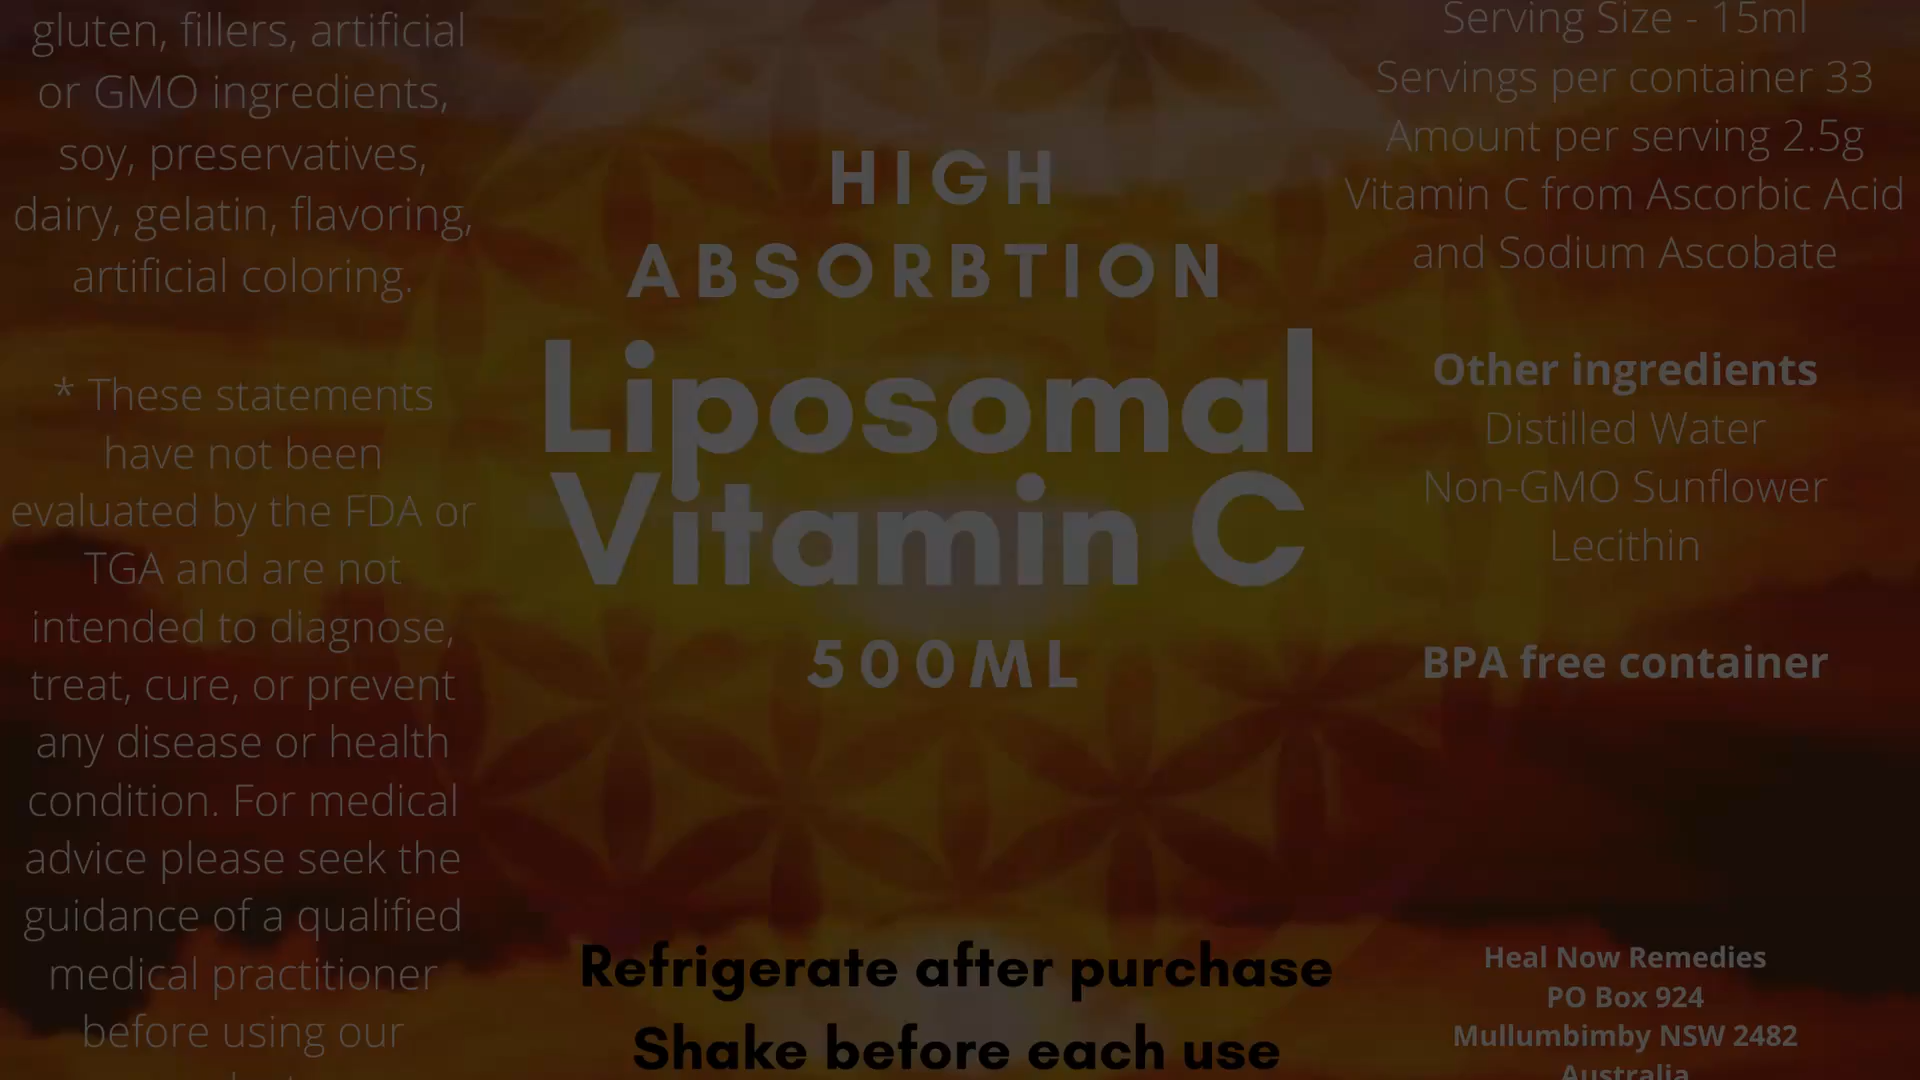 gluten, fillers, artificial
or GMO ingredients,
soy, preservatives,
dairy, gelatin, flavoring,
artificial coloring.
* These statements
have not been
evaluated by the FDA or
TGA and are not
intended to diagnose,
treat, cure, or prevent
any disease or health
condition. For medical
advice please seek the
guidance of a qualified
medical practitioner
before using our
HIGH
ABSORBTION
Liposomal
Vitamin C
500ML
Refrigerate after purchase
Shake before each use
Serving Size - 15ml
Servings per container 33
Amount per serving 2.5g
Vitamin C from Ascorbic Acid
and Sodium Ascobate
Other ingredients
Distilled Water
Non-GMO Sunflower
Lecithin
BPA free container
Heal Now Remedies
PO Box 924
Mullumbimby NSW 2482
Australia